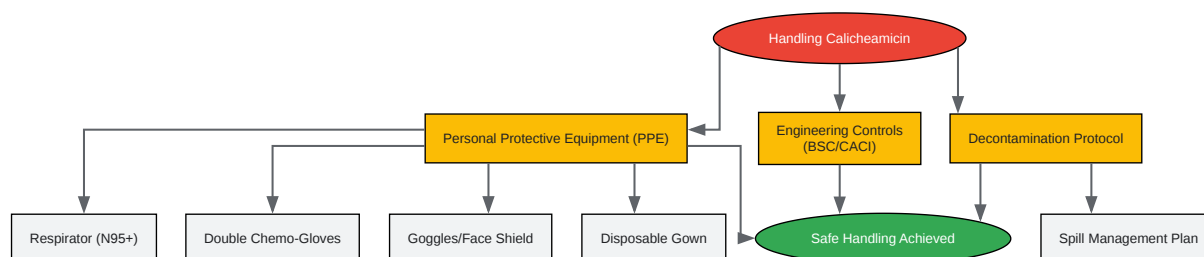 Handling Calicheamicin
Personal Protective Equipment (PPE)
Engineering Controls
(BSC/CACI)
Decontamination Protocol
Respirator (N95+)
Double Chemo-Gloves
Goggles/Face Shield
Disposable Gown
Safe Handling Achieved
Spill Management Plan